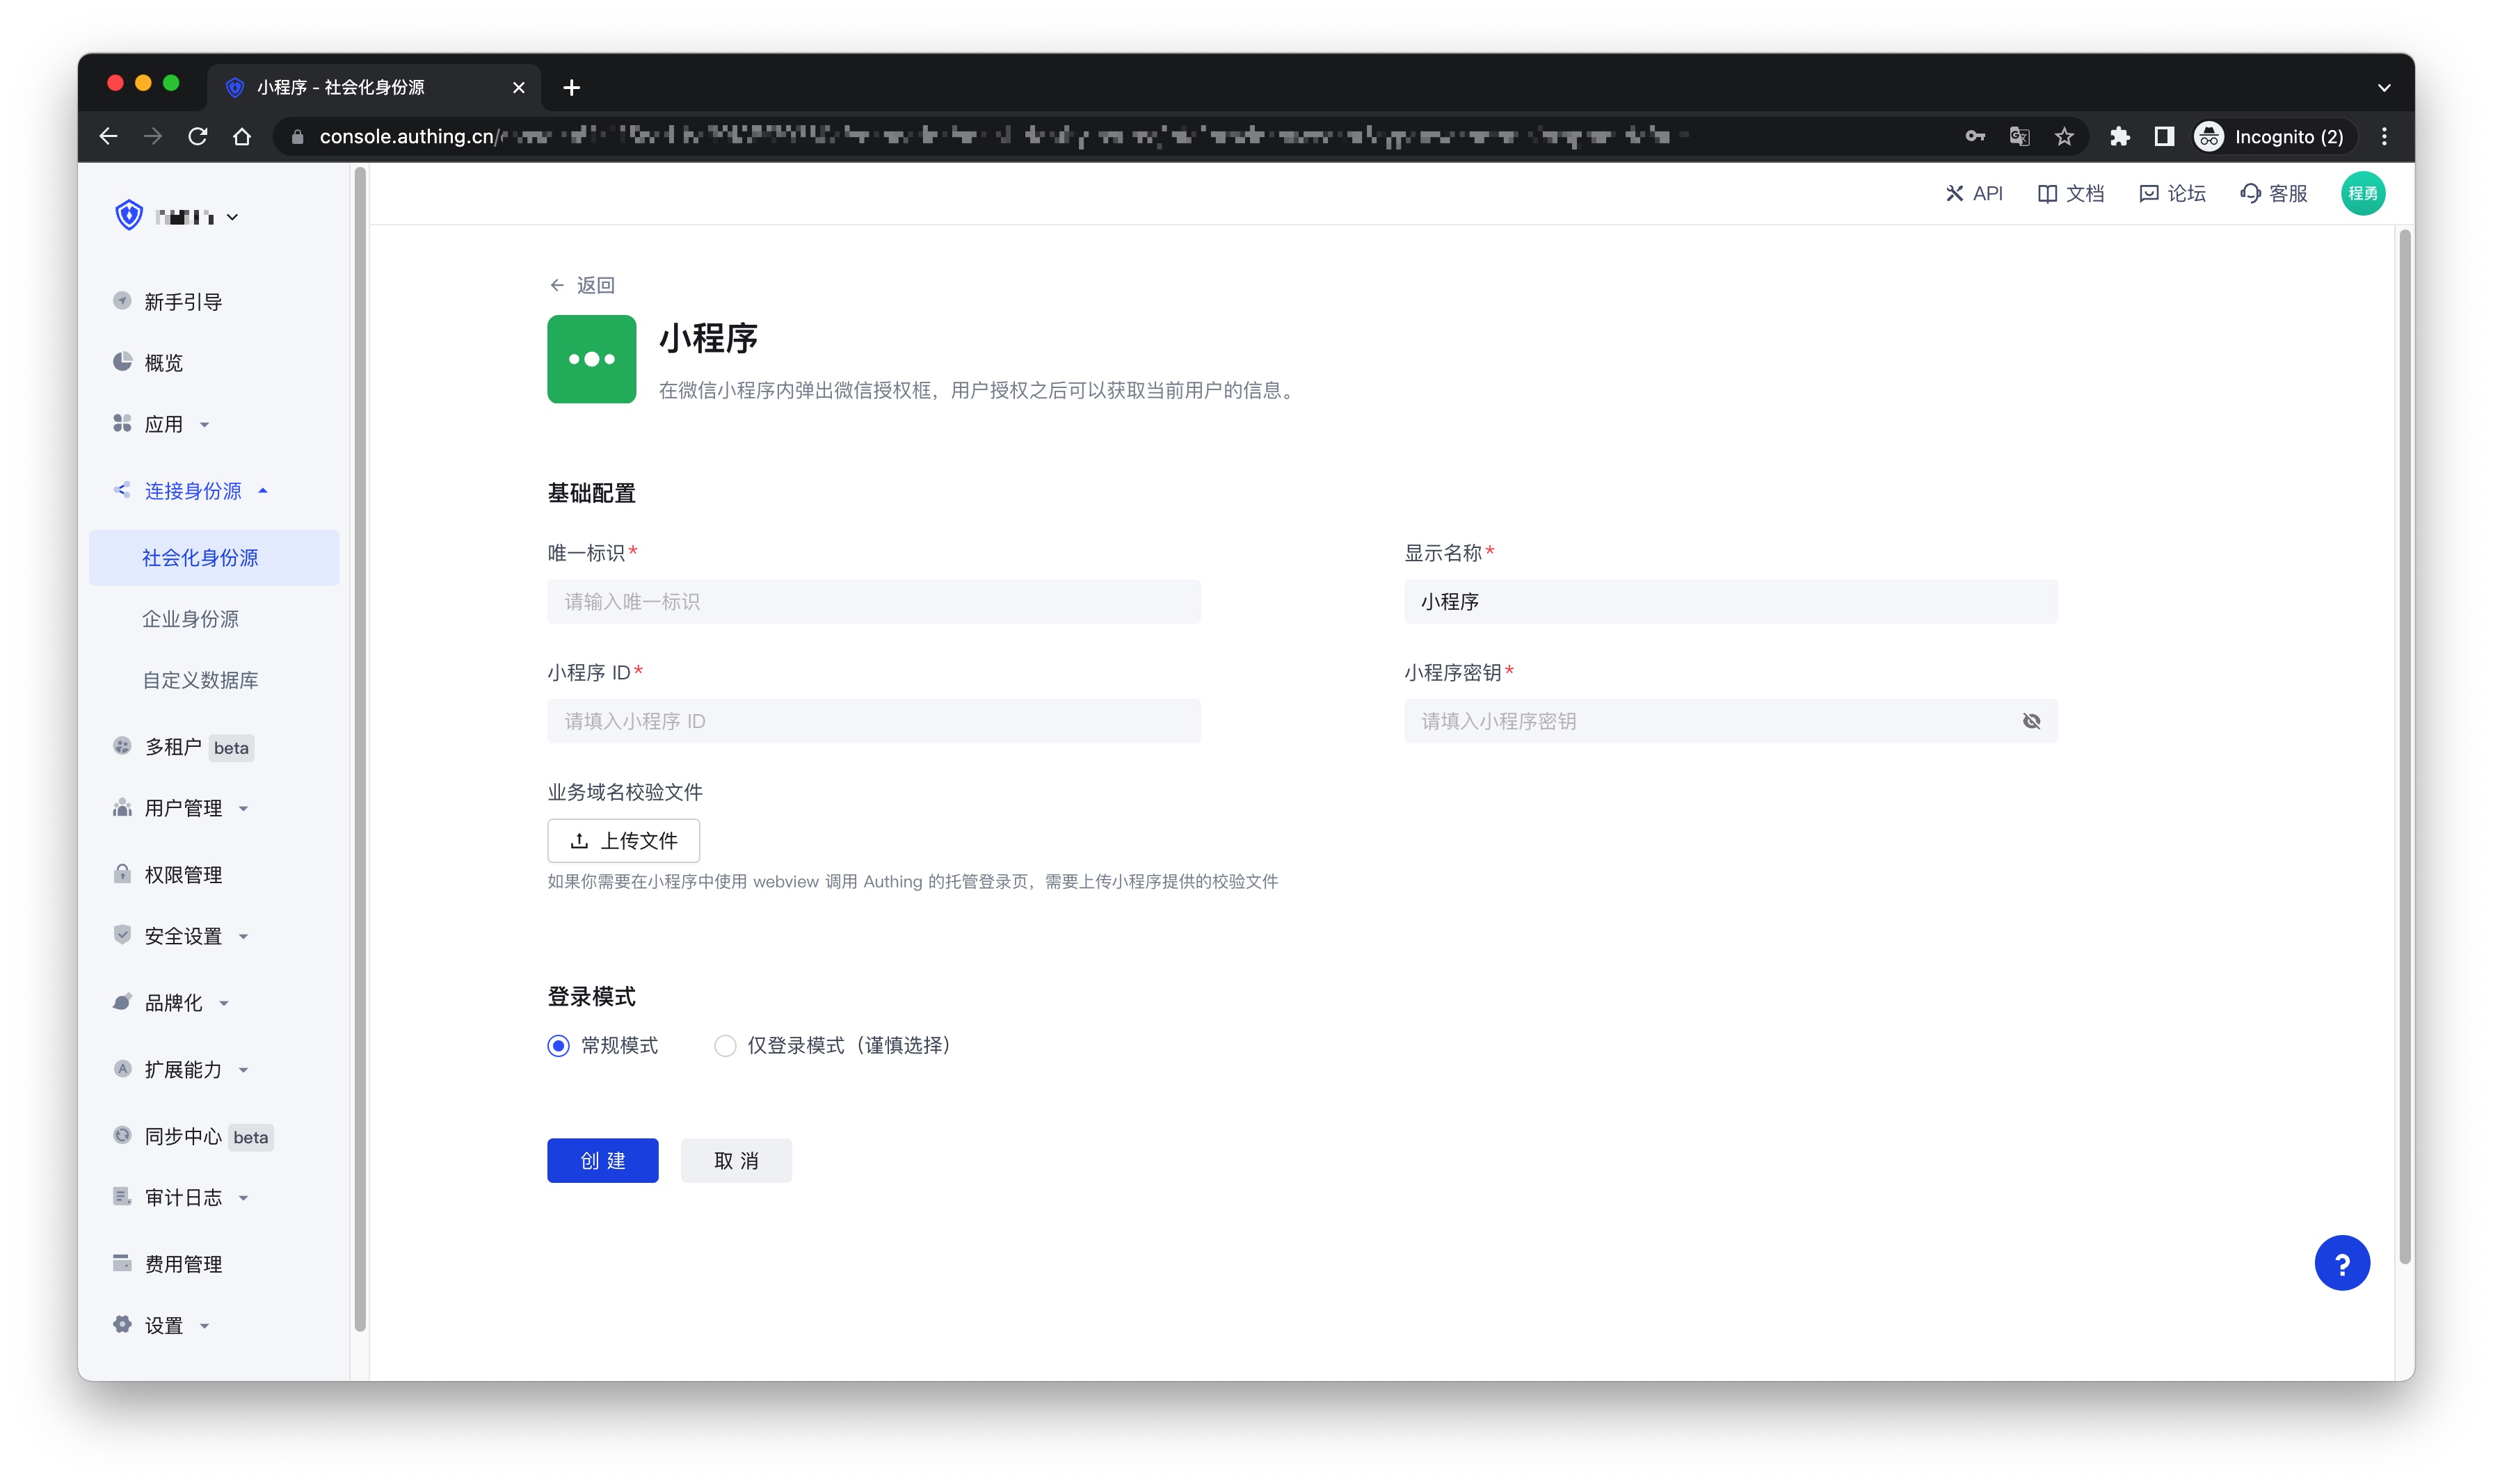 小程序 - 社会化身份源
console.authing.cn/
Incognito (2)
API
文档
论坛
客服
程勇
新手引导
概览
应用
连接身份源
社会化身份源
企业身份源
自定义数据库
多租户 beta
用户管理
权限管理
安全设置
品牌化
扩展能力
同步中心 beta
审计日志
费用管理
设置
返回
小程序
在微信小程序内弹出微信授权框，用户授权之后可以获取当前用户的信息。
基础配置
唯一标识*
显示名称*
请输入唯一标识
小程序
小程序 ID*
小程序密钥*
请填入小程序 ID
请填入小程序密钥
业务域名校验文件
上传文件
如果你需要在小程序中使用 webview 调用 Authing 的托管登录页，需要上传小程序提供的校验文件
登录模式
常规模式
仅登录模式（谨慎选择）
创 建
取 消
?